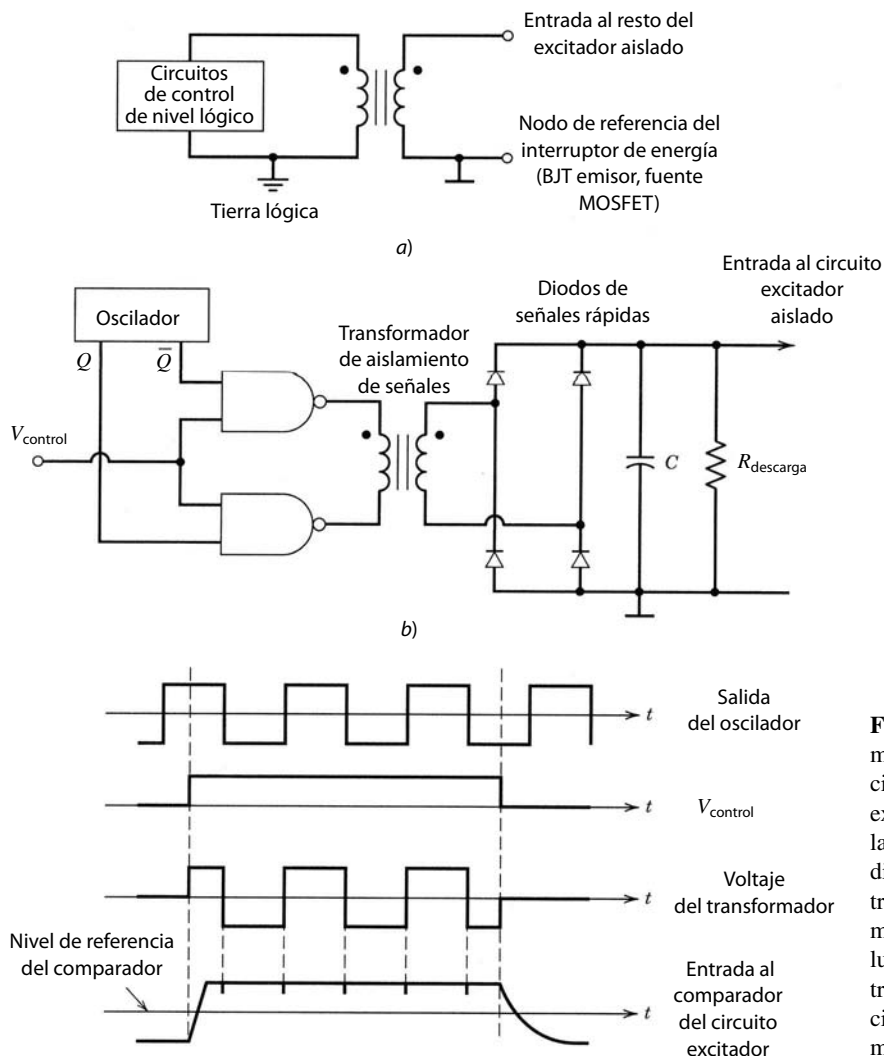 Entrada al resto del
excitador aislado
Circuitos
de control
de nivel lógico
Nodo de referencia del
interruptor de energía
(BJT emisor, fuente
MOSFET)
Tierra lógica
a)
Entrada al circuito
excitador
aislado
Diodos de
señales rápidas
Oscilador
Transformador
de aislamiento
de señales
Q
Q̅
Vcontrol
C
Rdescarga
b)
t
Salida
del oscilador
t
Vcontrol
t
Voltaje
del transformador
Nivel de referencia
del comparador
t
Entrada al
comparador
del circuito
excitador